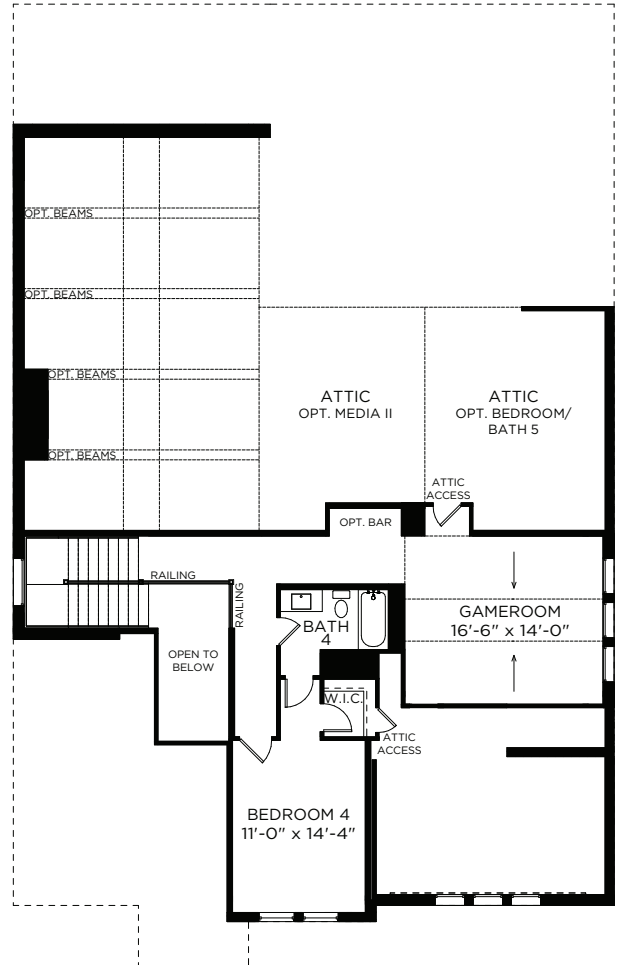 OPT. BEAMS
OPT. BEAMS
OPT. BEAMS
OPT. BEAMS
ATTIC
OPT. MEDIA II
ATTIC
OPT. BEDROOM/
BATH 5
ATTIC
ACCESS
OPT. BAR
RAILING
RAILING
BATH
4
GAMEROOM
16'-6" x 14'-0"
OPEN TO
BELOW
W.I.C.
ATTIC
ACCESS
BEDROOM 4
11'-0" x 14'-4"